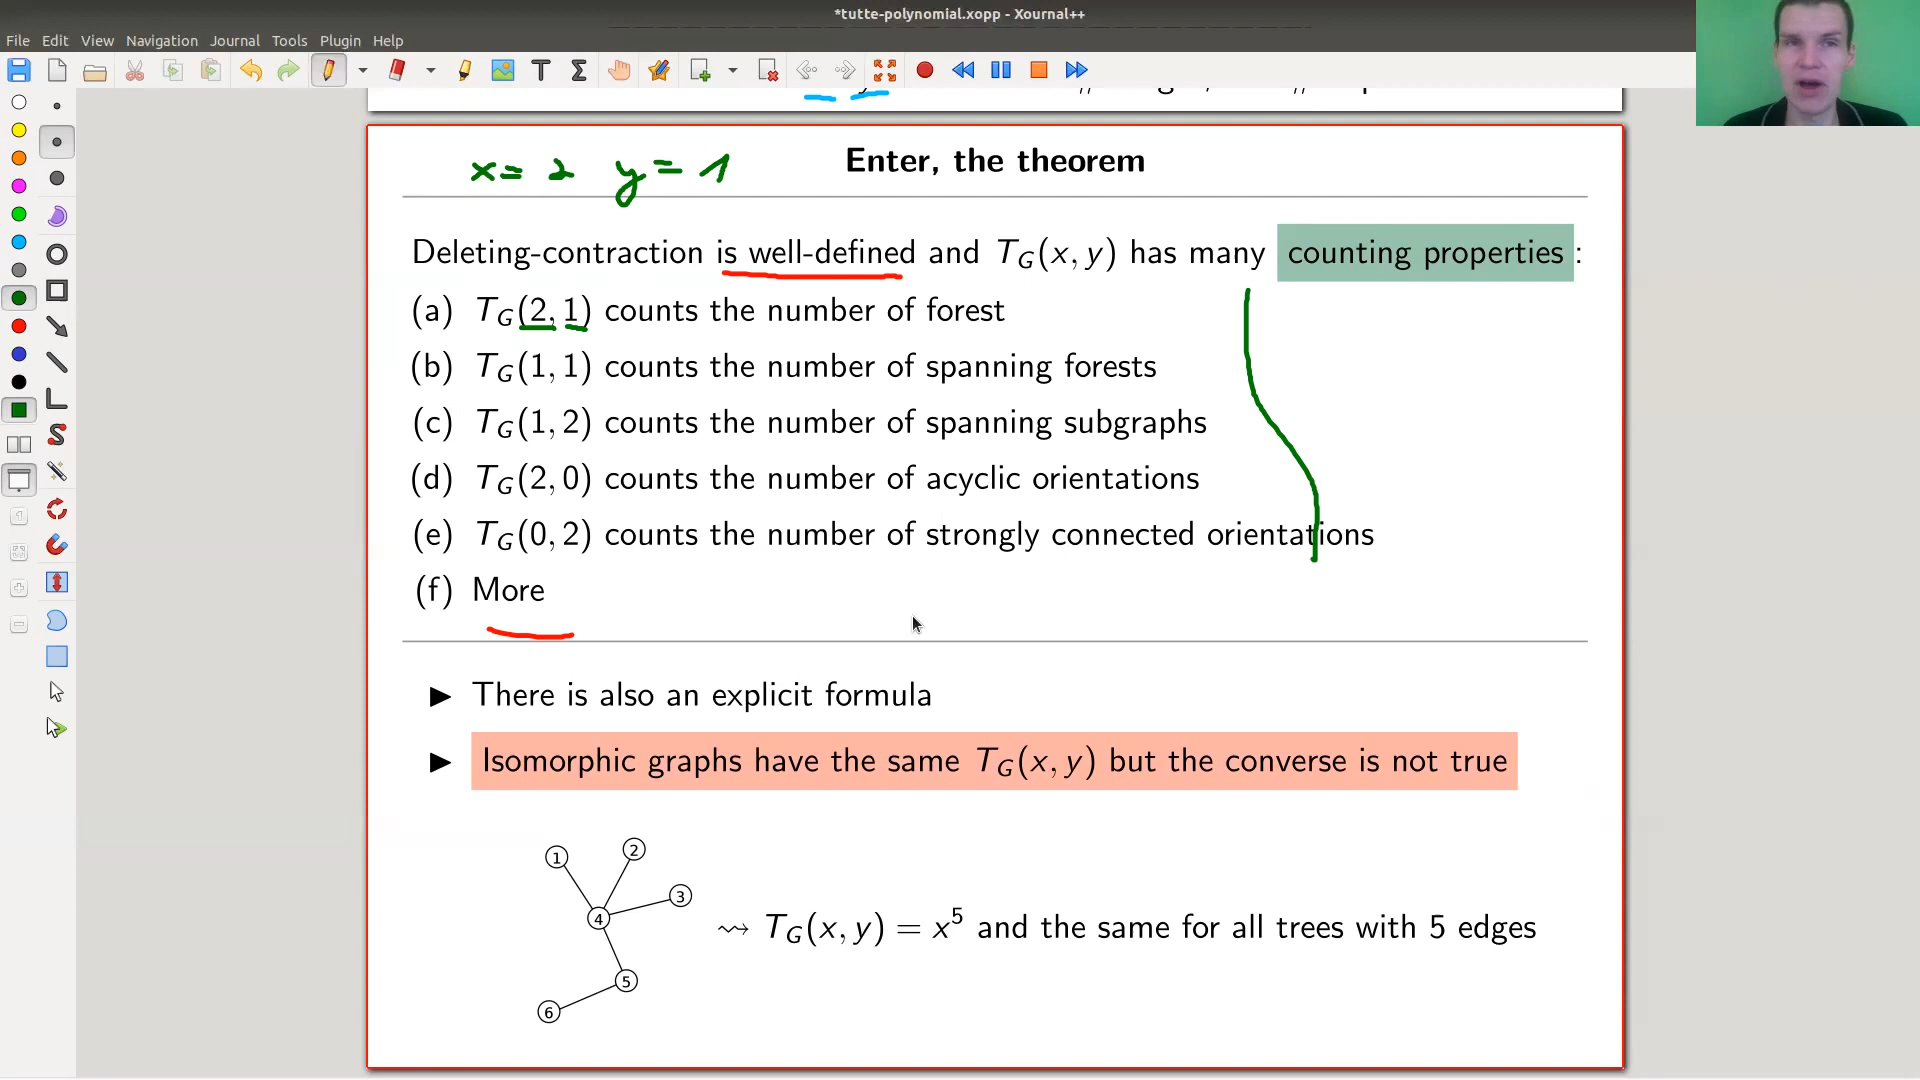 *tutte-polynomial.xopp - Xournal++
File Edit View Navigation Journal Tools Plugin Help
x= 2 y= 1
Enter, the theorem
Deleting-contraction is well-defined and T_G(x, y) has many counting properties :
(a) T_G(2, 1) counts the number of forest
(b) T_G(1, 1) counts the number of spanning forests
(c) T_G(1, 2) counts the number of spanning subgraphs
(d) T_G(2, 0) counts the number of acyclic orientations
(e) T_G(0, 2) counts the number of strongly connected orientations
(f) More
▶ There is also an explicit formula
▶ Isomorphic graphs have the same T_G(x, y) but the converse is not true
1
2
3
4
⇝ T_G(x, y) = x^5 and the same for all trees with 5 edges
5
6